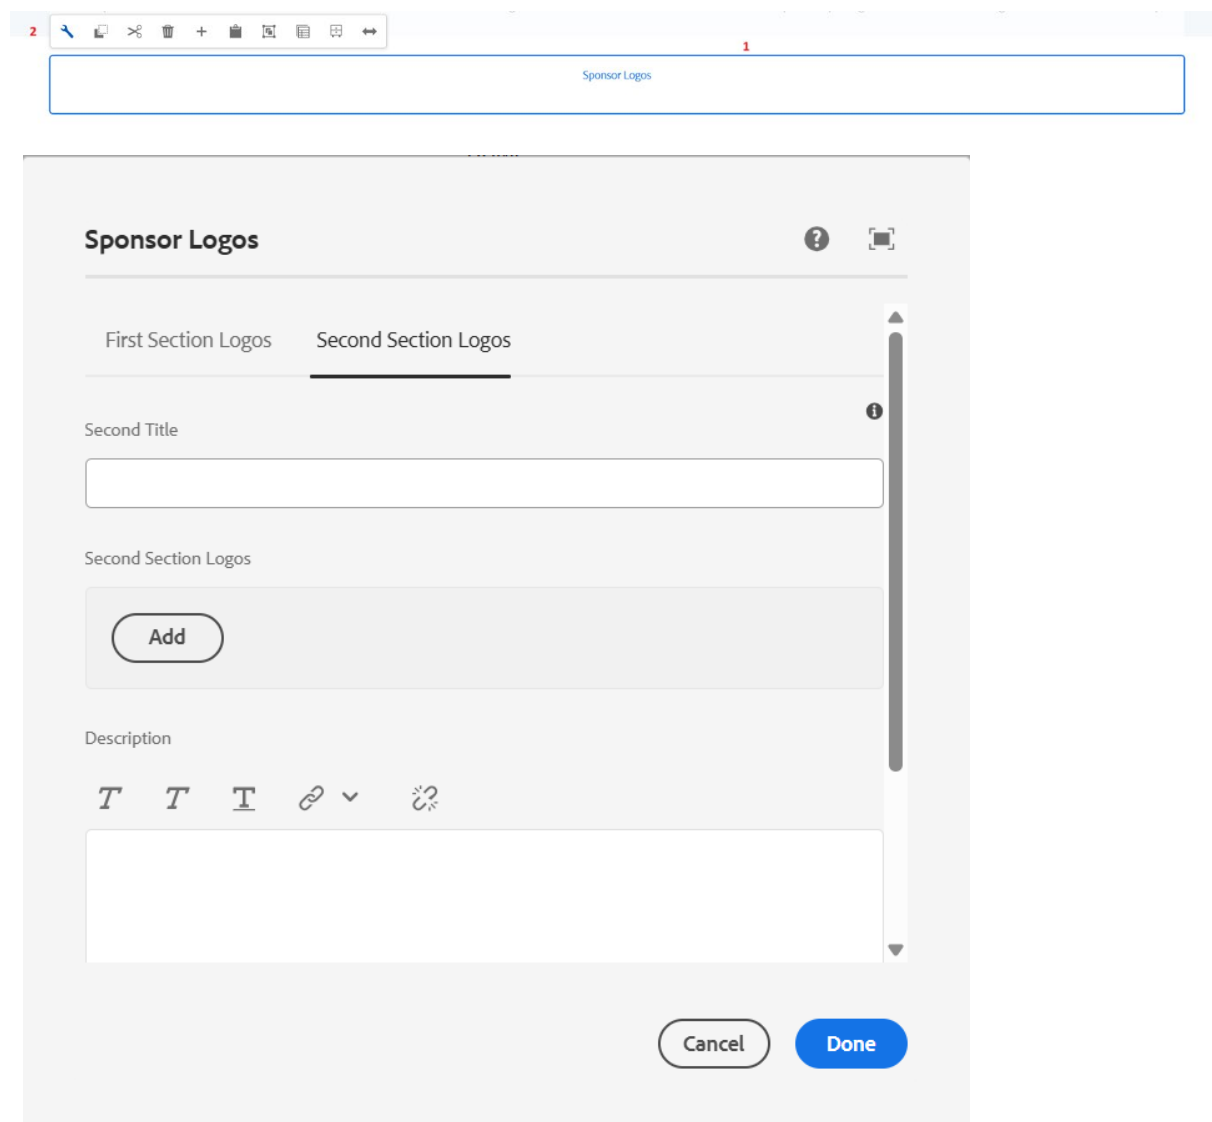 2
1
Sponsor Logos
Sponsor Logos
First Section Logos Second Section Logos
Second Title
Second Section Logos
Add
Description
Cancel Done